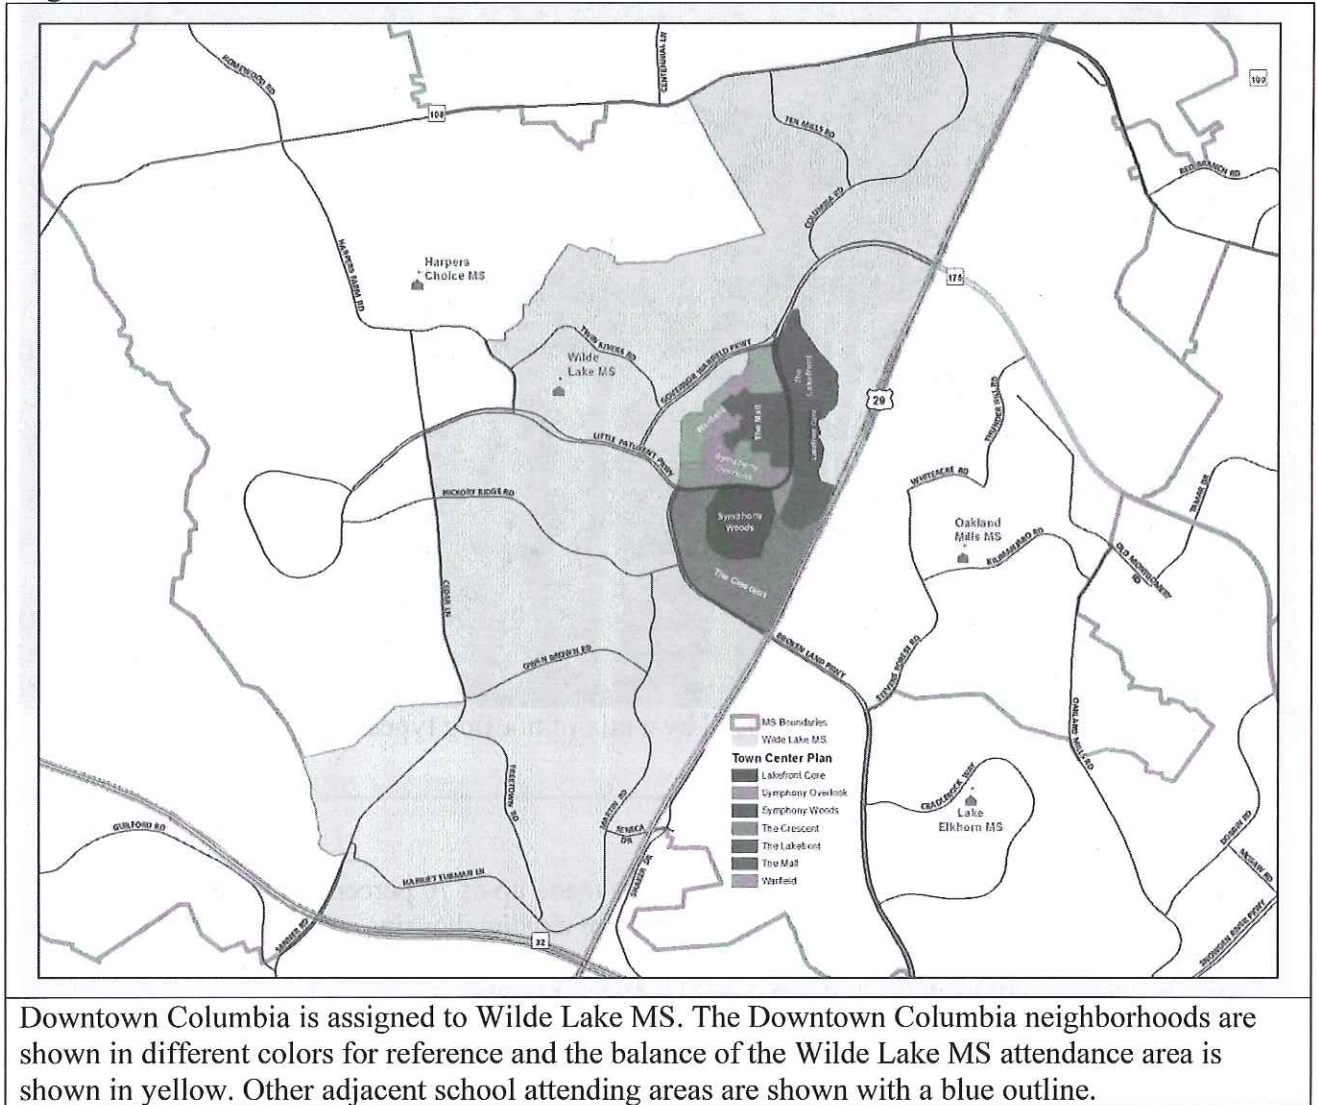 HOMEWOOD RD
CENTENNIAL LN
108
TEN MILLS RD
100
RED BRANCH RD
COLUMBIA RD
HARPERS FARM RD
Harpers
Choice MS
175
TWIN RIVERS RD
Wilde
Lake MS
GOVERNOR WARFIELD PKWY
The
Lakefront
29
Warfield
The Mall
Lakefront Core
THUNDER HILL RD
LITTLE PATUXENT PKWY
Symphony
Overlook
WHITEACRE RD
TAMAR DR
HICKORY RIDGE RD
Symphony
Woods
Oakland
Mills MS
KILIMANJARO RD
OLD MONTGOMERY
RD
The Crescent
CEDAR LN
OWEN BROWN RD
BROKEN LAND PKWY
STEVENS FOREST RD
OAKLAND MILLS RD
MS Boundaries
Wilde Lake MS
Town Center Plan
Lakefront Core
Symphony Overlook
Symphony Woods
The Crescent
The Lakefront
The Mall
Warfield
FREETOWN RD
MARTIN RD
SENECA
DR
SHAKER DR
CRADLEROCK WAY
Lake
Elkhorn MS
DOBBIN RD
MCGAW RD
SNOWDEN RIVER PKWY
GUILFORD RD
HARRIET TUBMAN LN
SANNER RD
32
Downtown Columbia is assigned to Wilde Lake MS. The Downtown Columbia neighborhoods are
shown in different colors for reference and the balance of the Wilde Lake MS attendance area is
shown in yellow. Other adjacent school attending areas are shown with a blue outline.